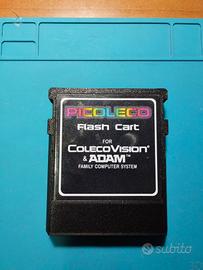 PICOLECO
Flash Cart
FOR
COLECOVISION®
& ADAM™
FAMILY COMPUTER SYSTEM
subito